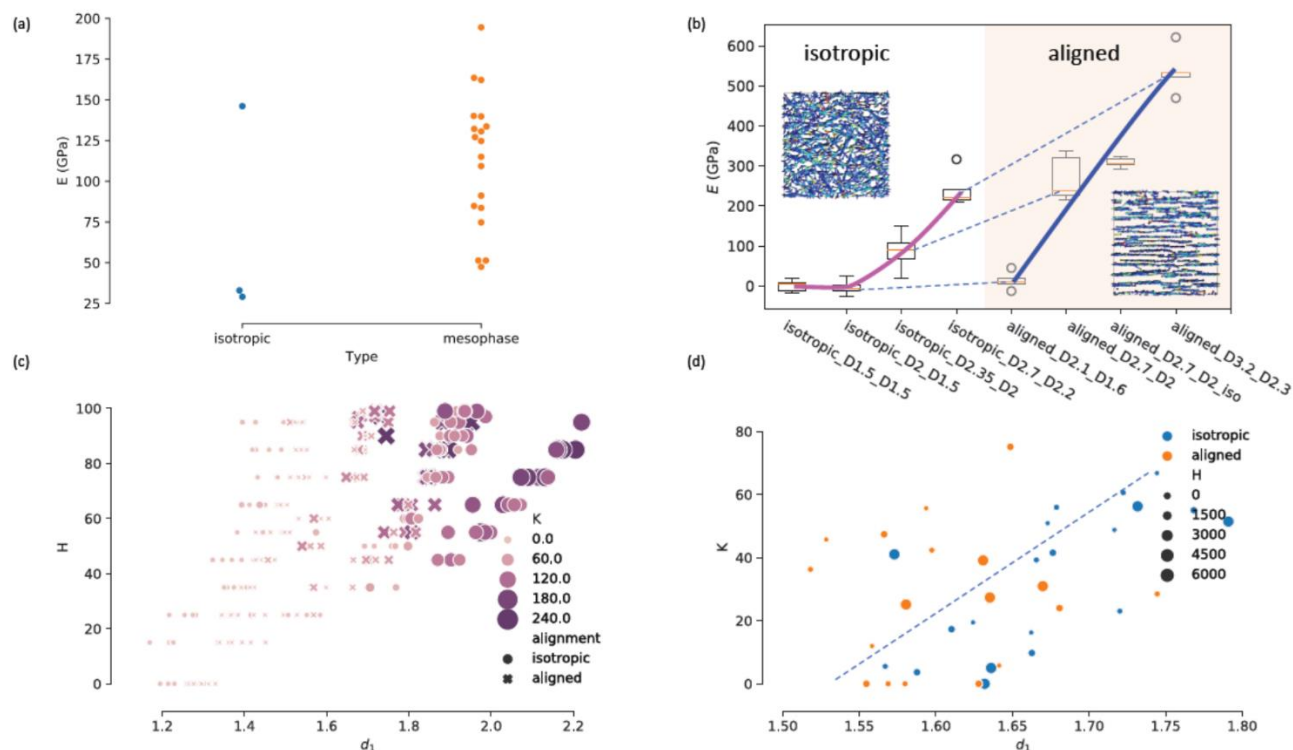 (a)
200
175
150
125
100
75
50
25
E (GPa)
isotropic
mesophase
Type
(b)
isotropic
aligned
600
500
400
300
200
100
0
E (GPa)
isotropic_D1.5_D1.5
isotropic_D2_D1.5
isotropic_D2.35_D2
isotropic_D2.7_D2.2
aligned_D2.1_D1.6
aligned_D2.7_D2
aligned_D2.7_D2_iso
aligned_D3.2_D2.3
(c)
100
80
60
40
20
0
H
K
0.0
60.0
120.0
180.0
240.0
alignment
isotropic
aligned
1.2
1.4
1.6
1.8
2.0
2.2
d1
(d)
80
60
40
20
0
K
isotropic
aligned
H
0
1500
3000
4500
6000
1.50
1.55
1.60
1.65
1.70
1.75
1.80
d1